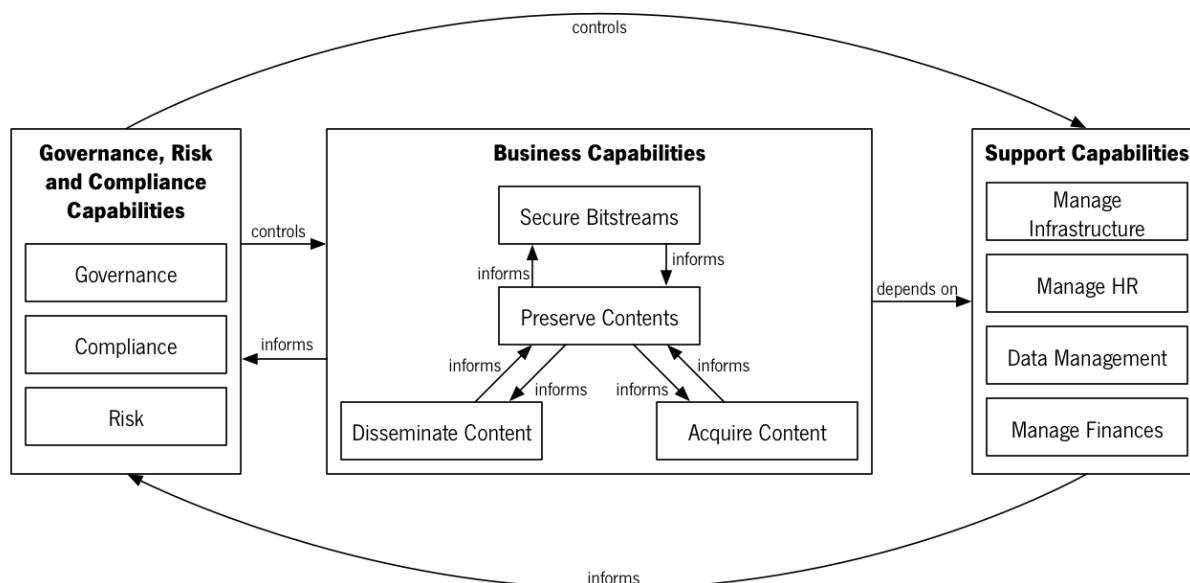 controls
Governance, Risk
and Compliance
Capabilities
Governance
Compliance
Risk
controls
informs
Business Capabilities
Secure Bitstreams
informs
informs
Preserve Contents
informs
informs
informs
informs
Disseminate Content
Acquire Content
depends on
Support Capabilities
Manage
Infrastructure
Manage HR
Data Management
Manage Finances
informs